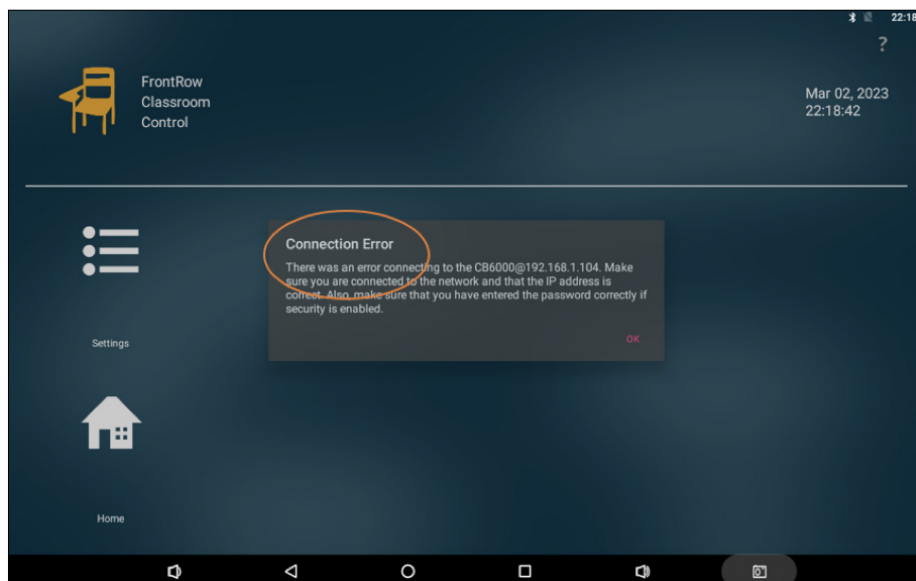 22:18
?
FrontRow
Classroom
Control
Mar 02, 2023
22:18:42
Connection Error
There was an error connecting to the CB6000@192.168.1.104. Make
sure you are connected to the network and that the IP address is
correct. Also, make sure that you have entered the password correctly if
security is enabled.
OK
Settings
Home